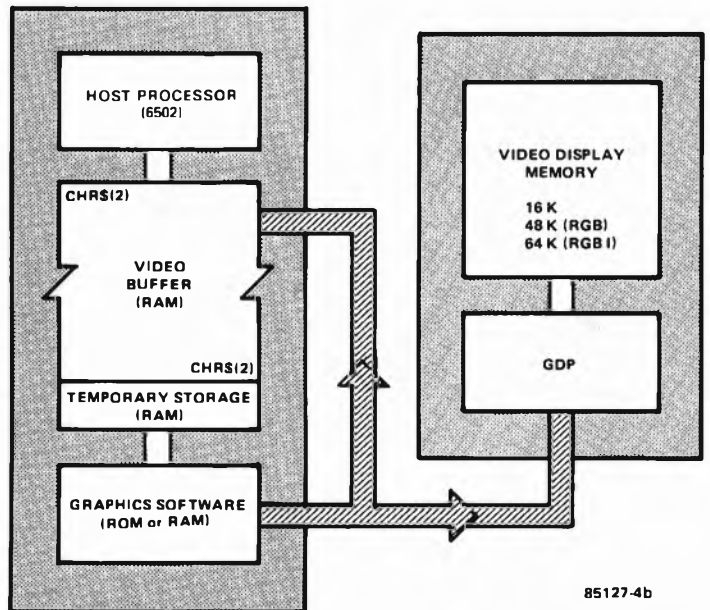 HOST PROCESSOR
(6502)
CHR$(2)
VIDEO
BUFFER
(RAM)
CHR$(2)
TEMPORARY STORAGE
(RAM)
GRAPHICS SOFTWARE
(ROM or RAM)
VIDEO DISPLAY
MEMORY
16 K
48 K (RGB)
64 K (RGB I)
GDP
85127-4b